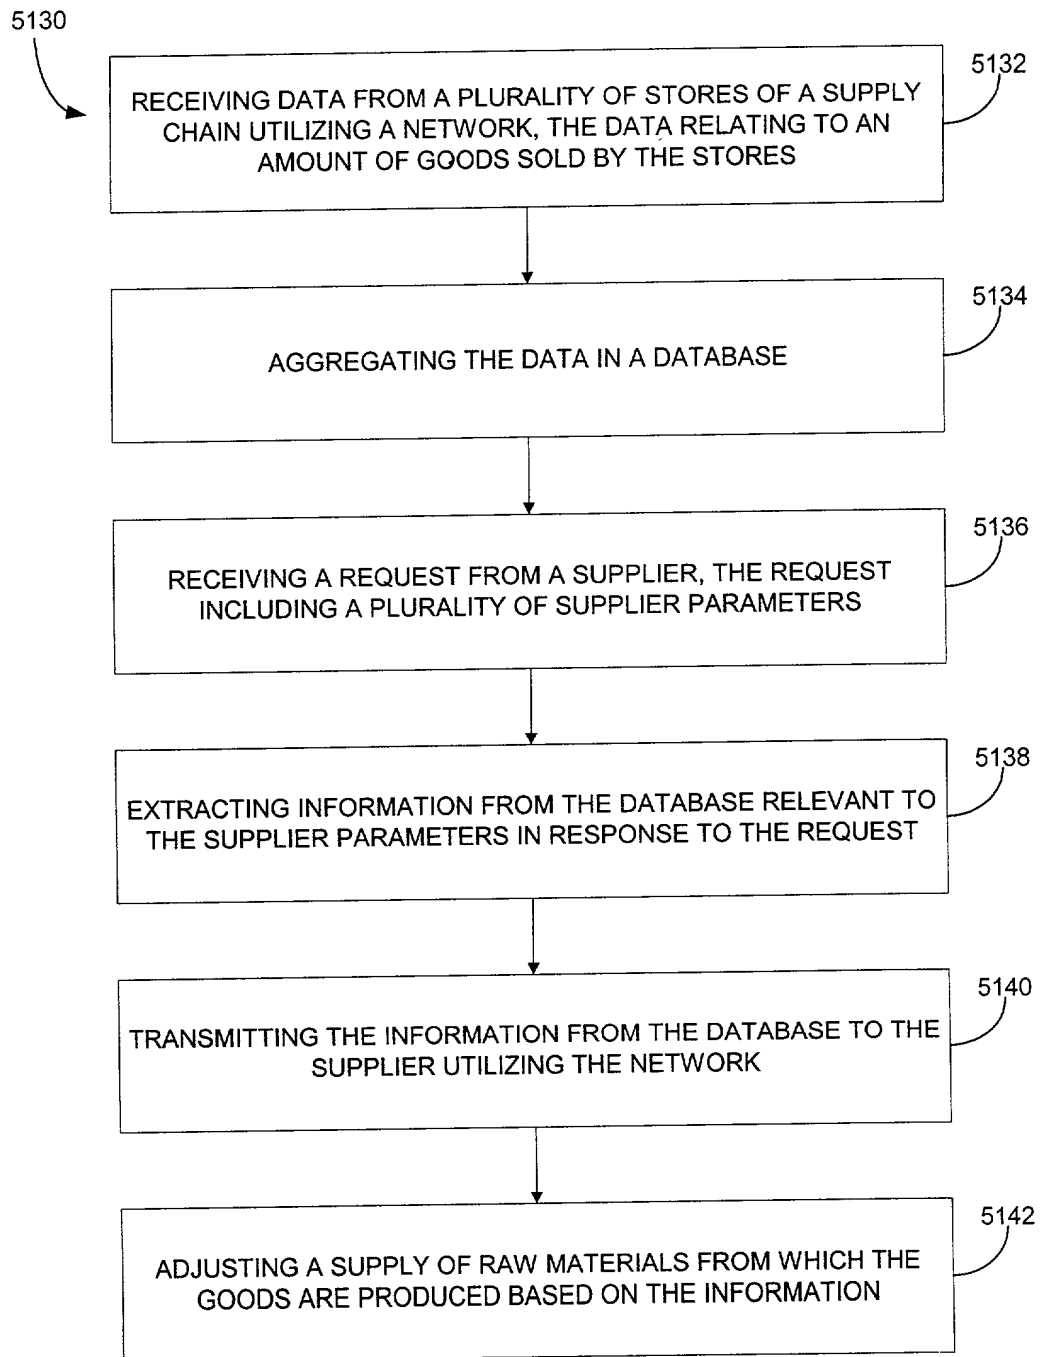 5130
5132
RECEIVING DATA FROM A PLURALITY OF STORES OF A SUPPLY
CHAIN UTILIZING A NETWORK, THE DATA RELATING TO AN
AMOUNT OF GOODS SOLD BY THE STORES
5134
AGGREGATING THE DATA IN A DATABASE
5136
RECEIVING A REQUEST FROM A SUPPLIER, THE REQUEST
INCLUDING A PLURALITY OF SUPPLIER PARAMETERS
5138
EXTRACTING INFORMATION FROM THE DATABASE RELEVANT TO
THE SUPPLIER PARAMETERS IN RESPONSE TO THE REQUEST
5140
TRANSMITTING THE INFORMATION FROM THE DATABASE TO THE
SUPPLIER UTILIZING THE NETWORK
5142
ADJUSTING A SUPPLY OF RAW MATERIALS FROM WHICH THE
GOODS ARE PRODUCED BASED ON THE INFORMATION